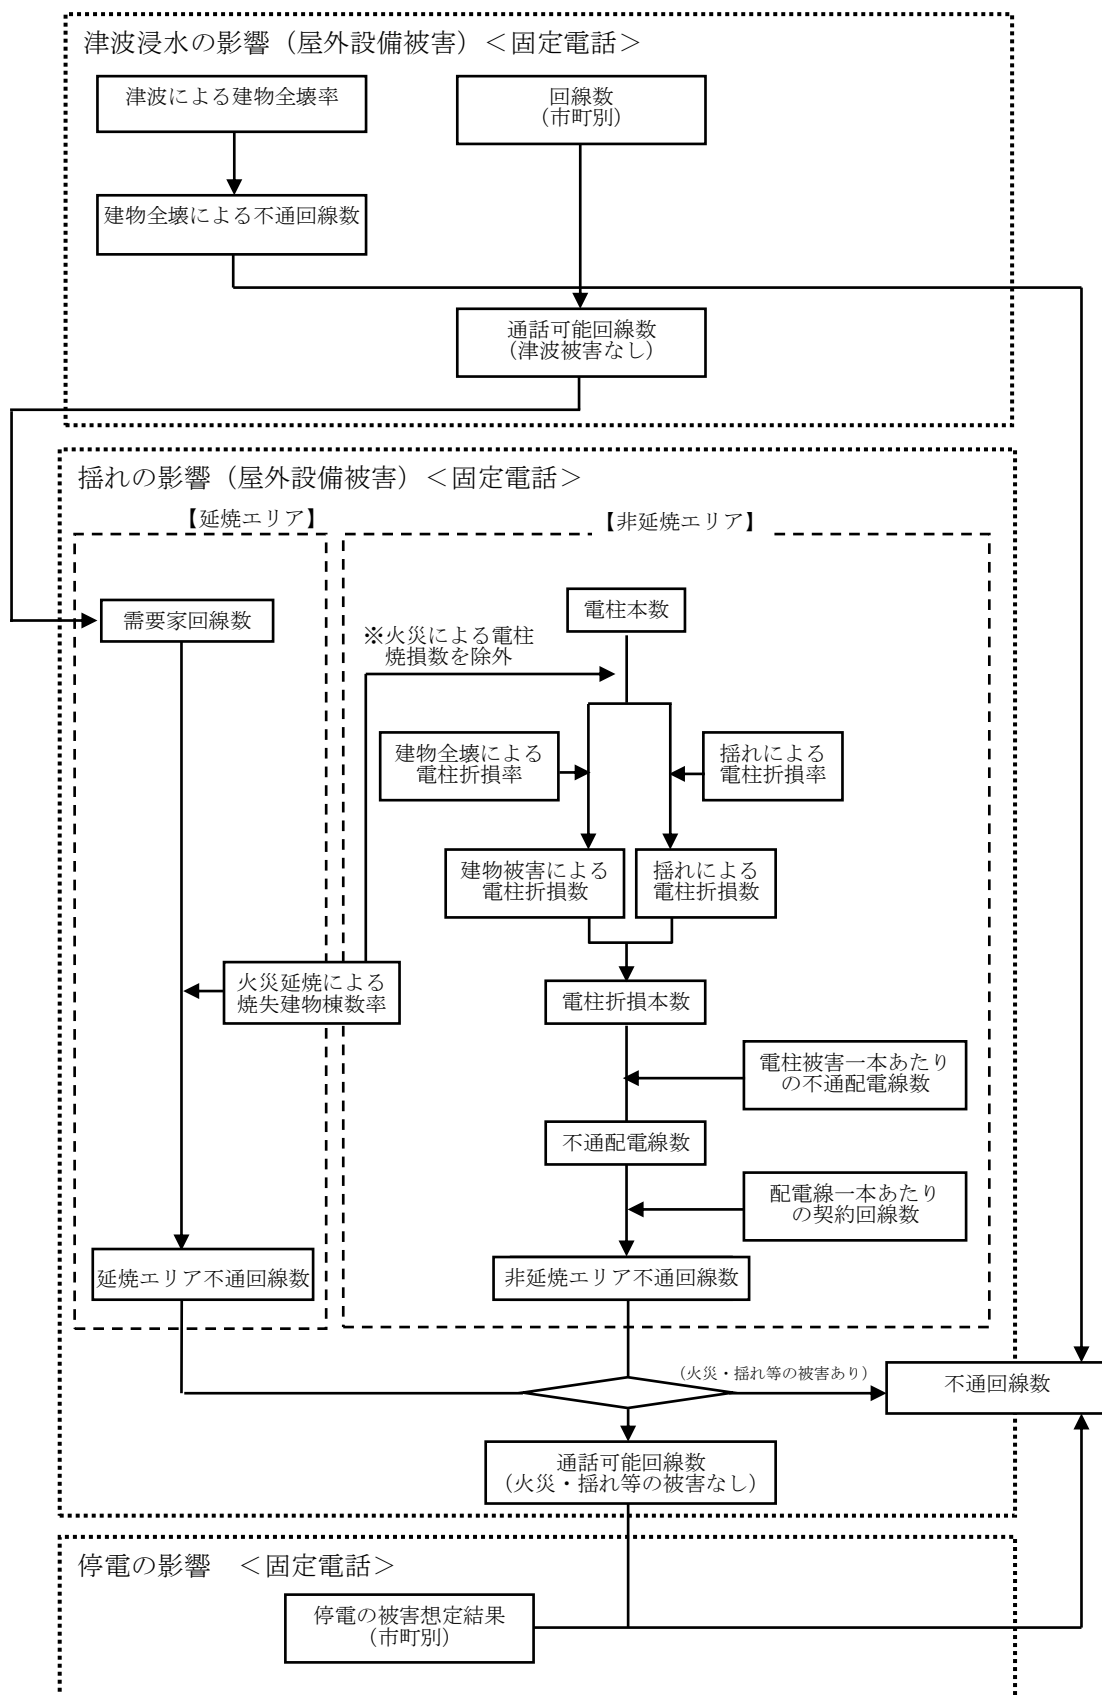 津波浸水の影響（屋外設備被害）＜固定電話＞
津波による建物全壊率
回線数
（市町別）
建物全壊による不通回線数
通話可能回線数
（津波被害なし）
揺れの影響（屋外設備被害）＜固定電話＞
【延焼エリア】
【非延焼エリア】
需要家回線数
電柱本数
※火災による電柱
焼損数を除外
建物全壊による
電柱折損率
揺れによる
電柱折損率
建物被害による
電柱折損数
揺れによる
電柱折損数
火災延焼による
焼失建物棟数率
電柱折損本数
電柱被害一本あたり
の不通配電線数
不通配電線数
配電線一本あたり
の契約回線数
延焼エリア不通回線数
非延焼エリア不通回線数
（火災・揺れ等の被害あり）
不通回線数
通話可能回線数
（火災・揺れ等の被害なし）
停電の影響　＜固定電話＞
停電の被害想定結果
（市町別）